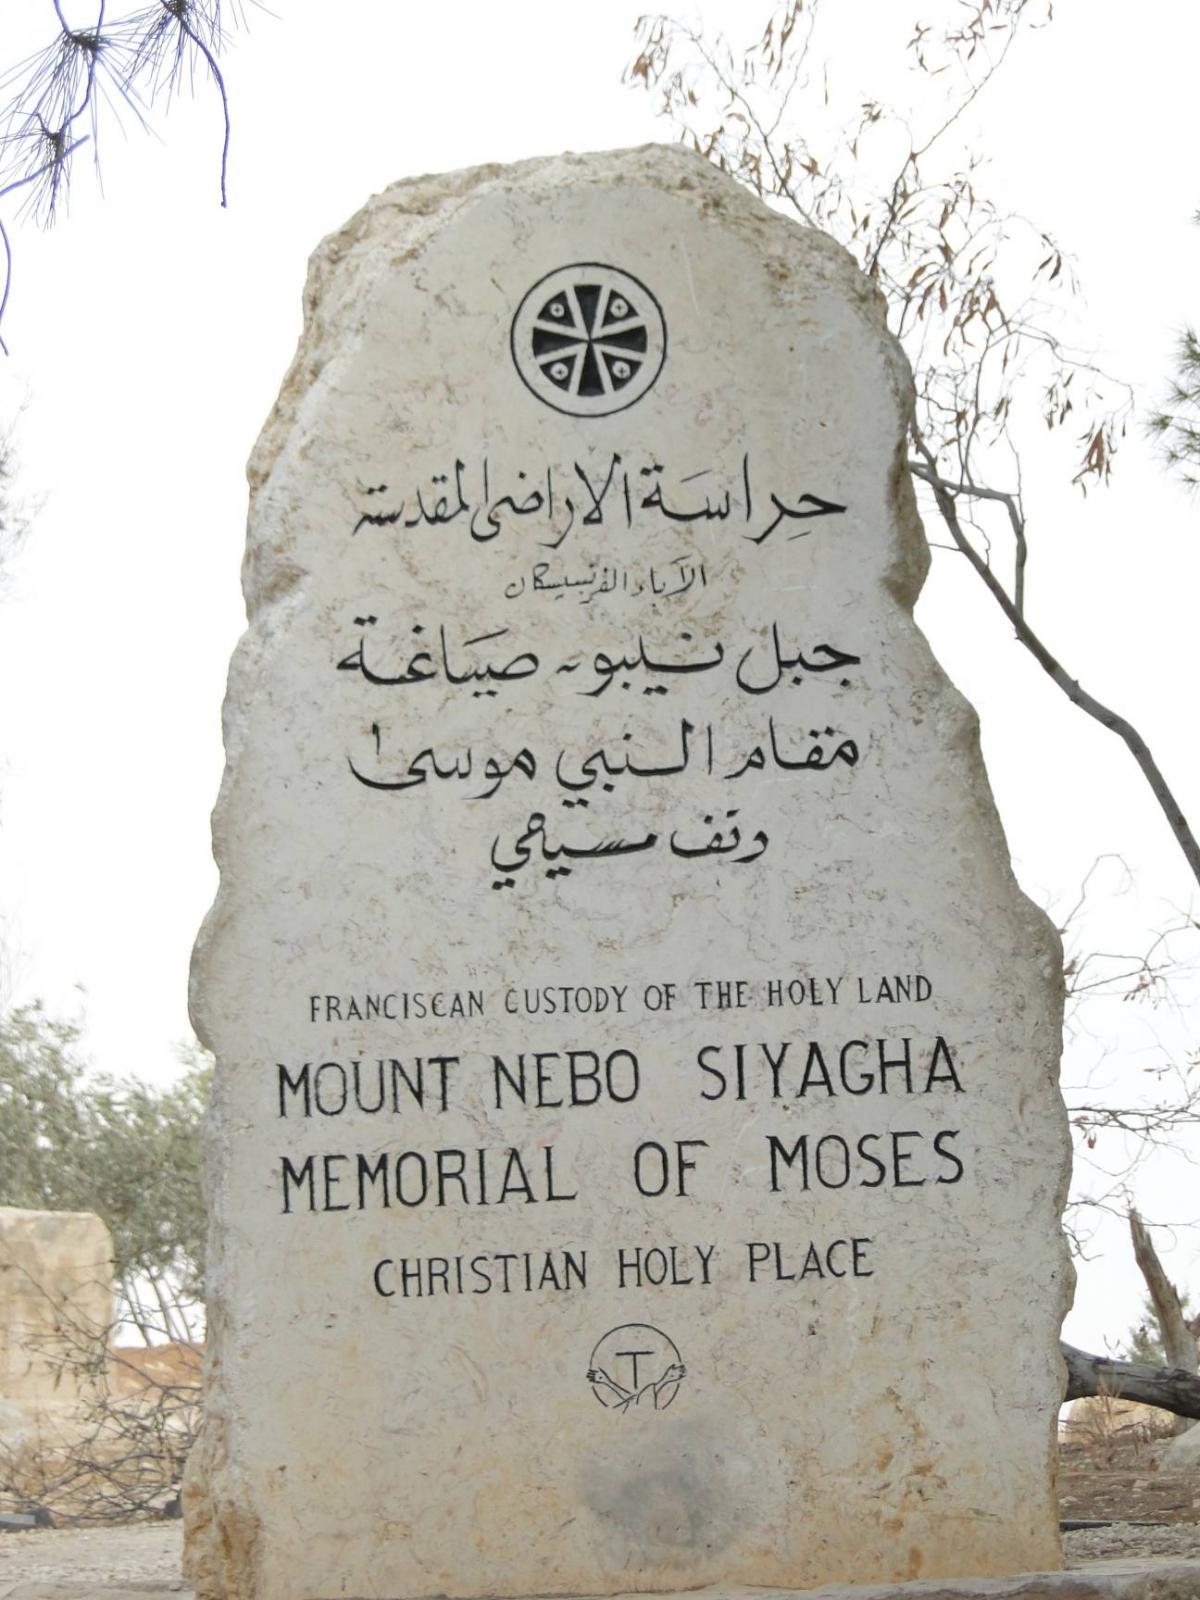 حراسة الاراضي المقدسة
الآباء الفرنسيسكان
جبل نيبو، صياغة
مقام النبي موسى
وقف مسيحي
FRANCISCAN CUSTODY OF THE HOLY LAND
MOUNT NEBO SIYAGHA
MEMORIAL OF MOSES
CHRISTIAN HOLY PLACE
T